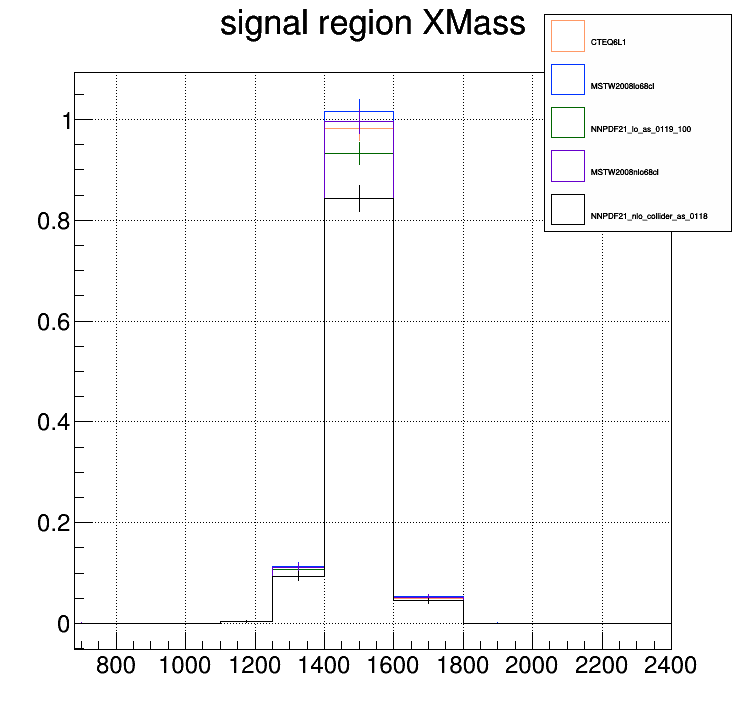 signal region XMass
CTEQ6L1
MSTW2008lo68cl
NNPDF21_lo_as_0119_100
MSTW2008nlo68cl
NNPDF21_nlo_collider_as_0118
1
0.8
0.6
0.4
0.2
0
800 1000 1200 1400 1600 1800 2000 2200 2400